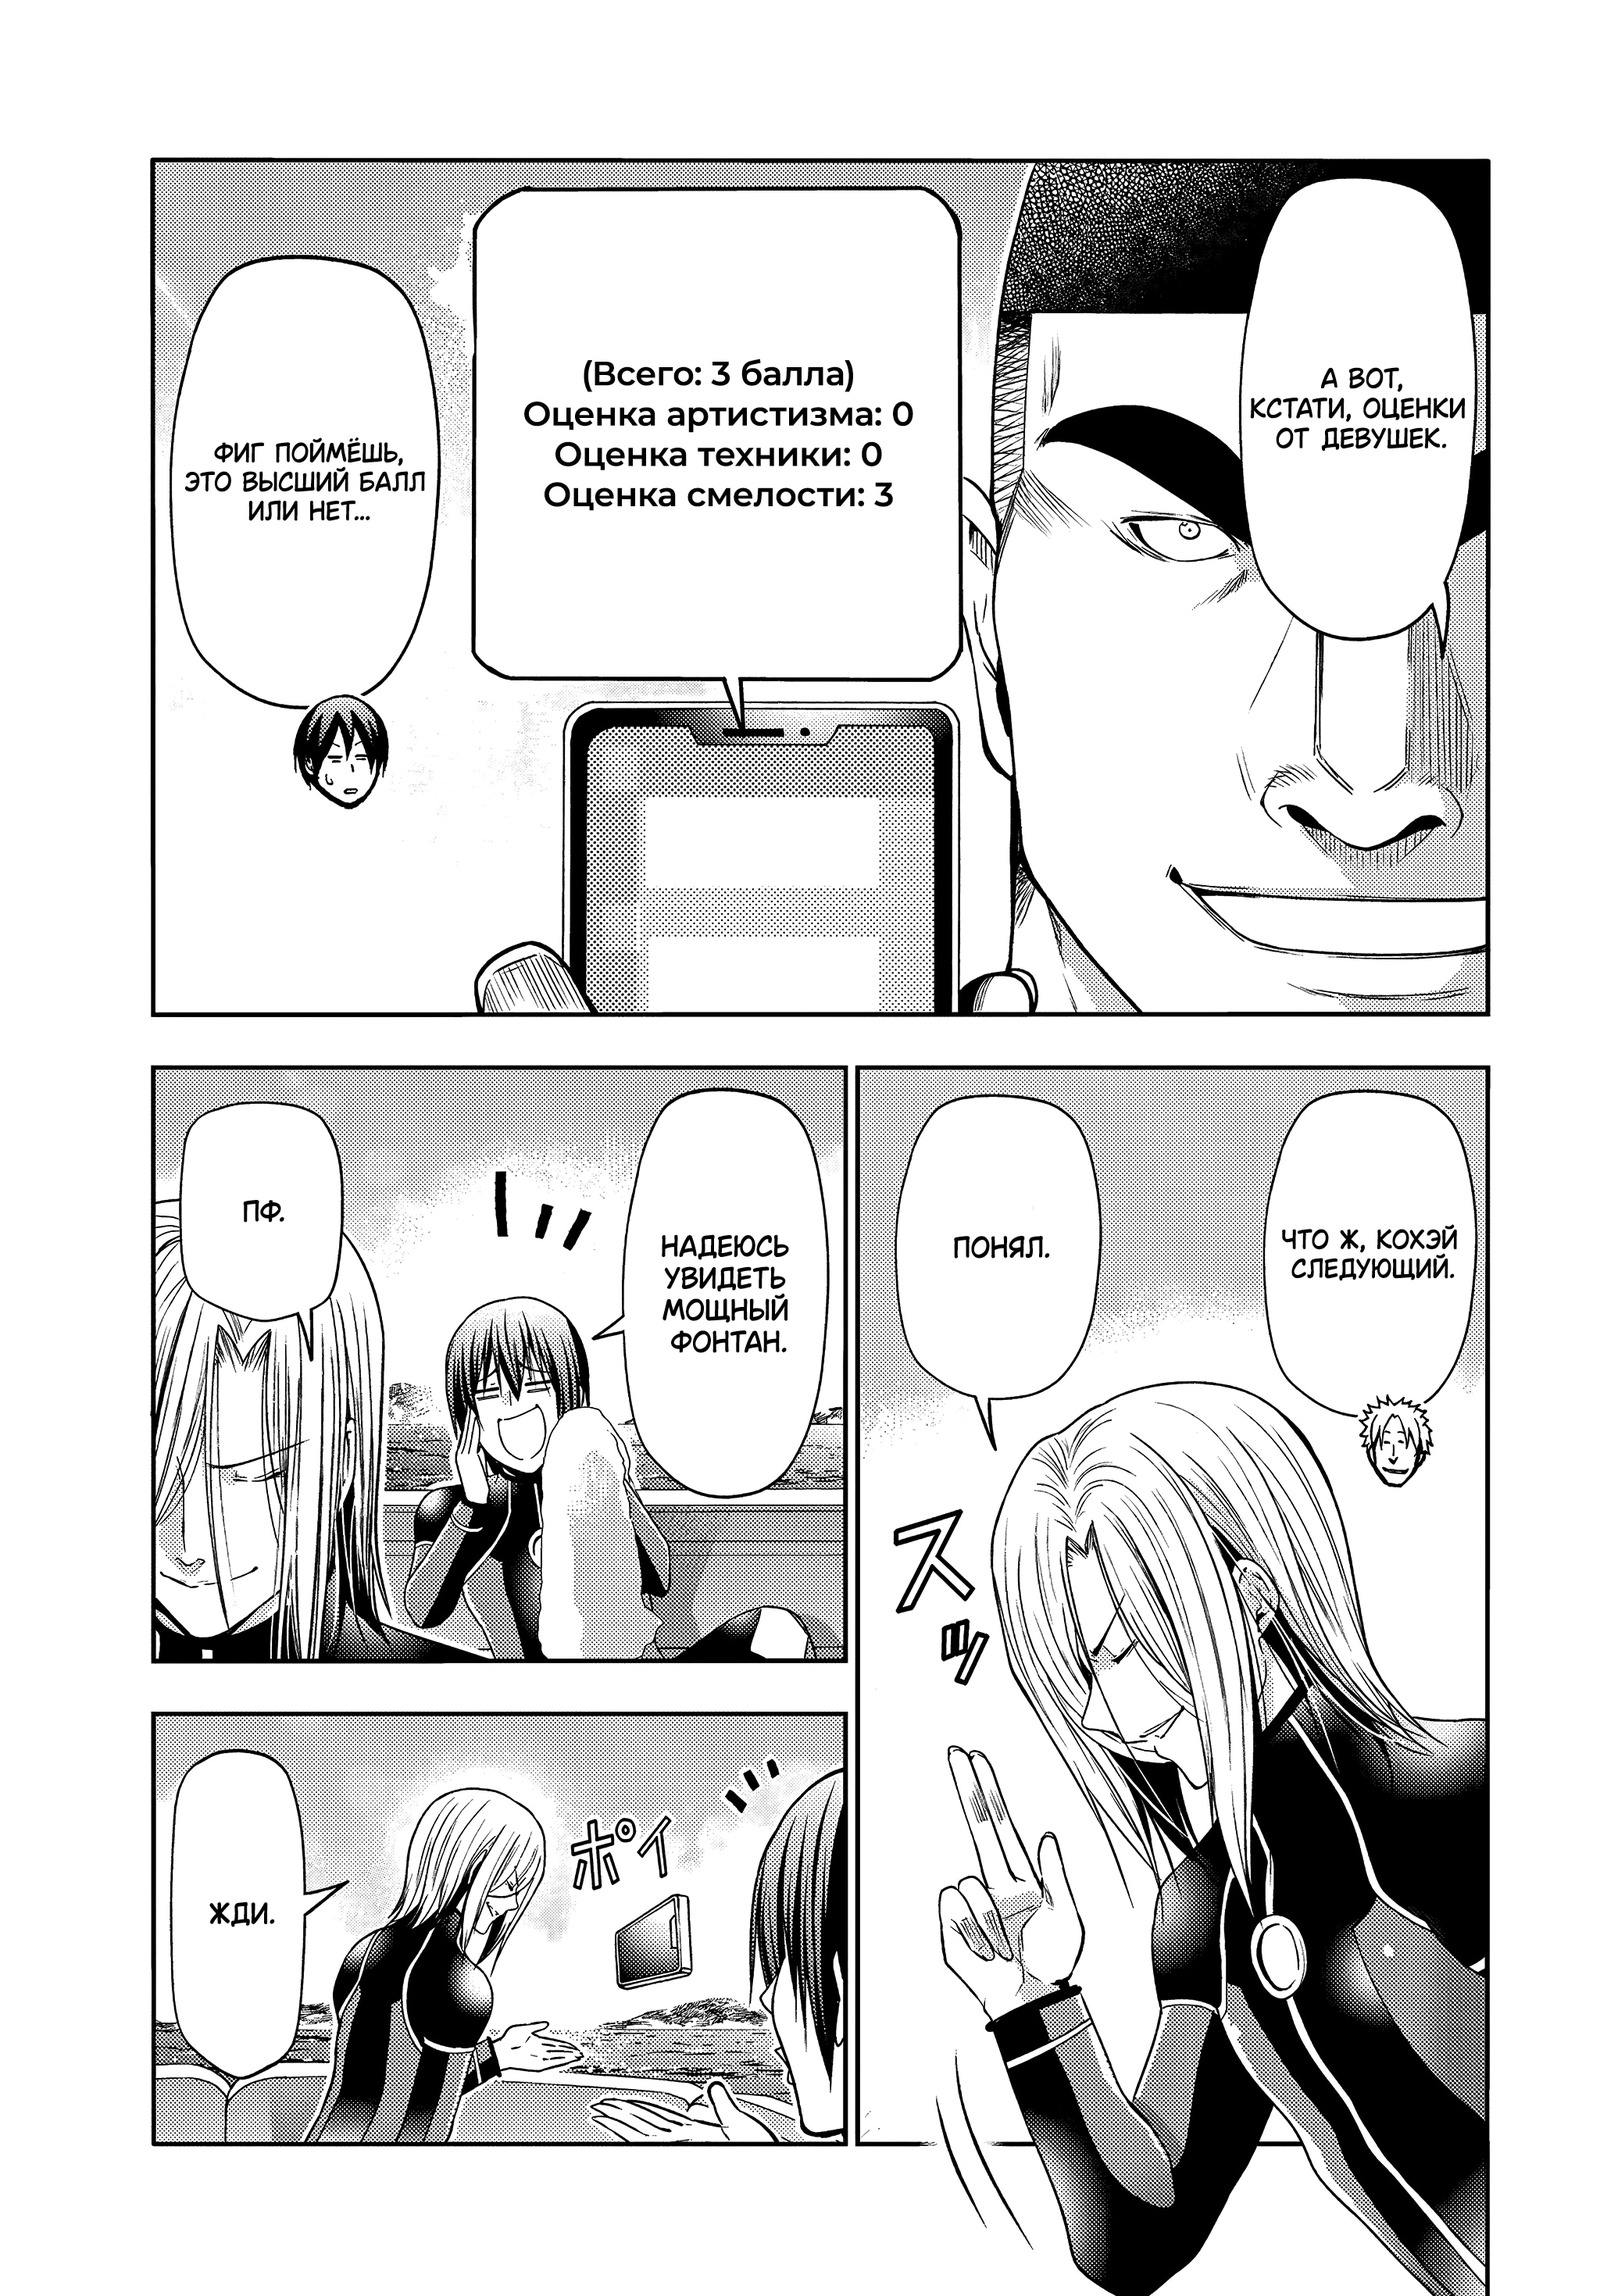 А ВОТ,
КСТАТИ, ОЦЕНКИ
ОТ ДЕВУШЕК.
(Всего: 3 балла)
Оценка артистизма: 0
Оценка техники: 0
Оценка смелости: 3
ФИГ ПОЙМЁШЬ,
ЭТО ВЫСШИЙ БАЛЛ
ИЛИ НЕТ...
ЧТО Ж, КОХЭЙ
СЛЕДУЮЩИЙ.
ПОНЯЛ.
スッ
НАДЕЮСЬ
УВИДЕТЬ
МОЩНЫЙ
ФОНТАН.
ПФ.
ポイ
ЖДИ.